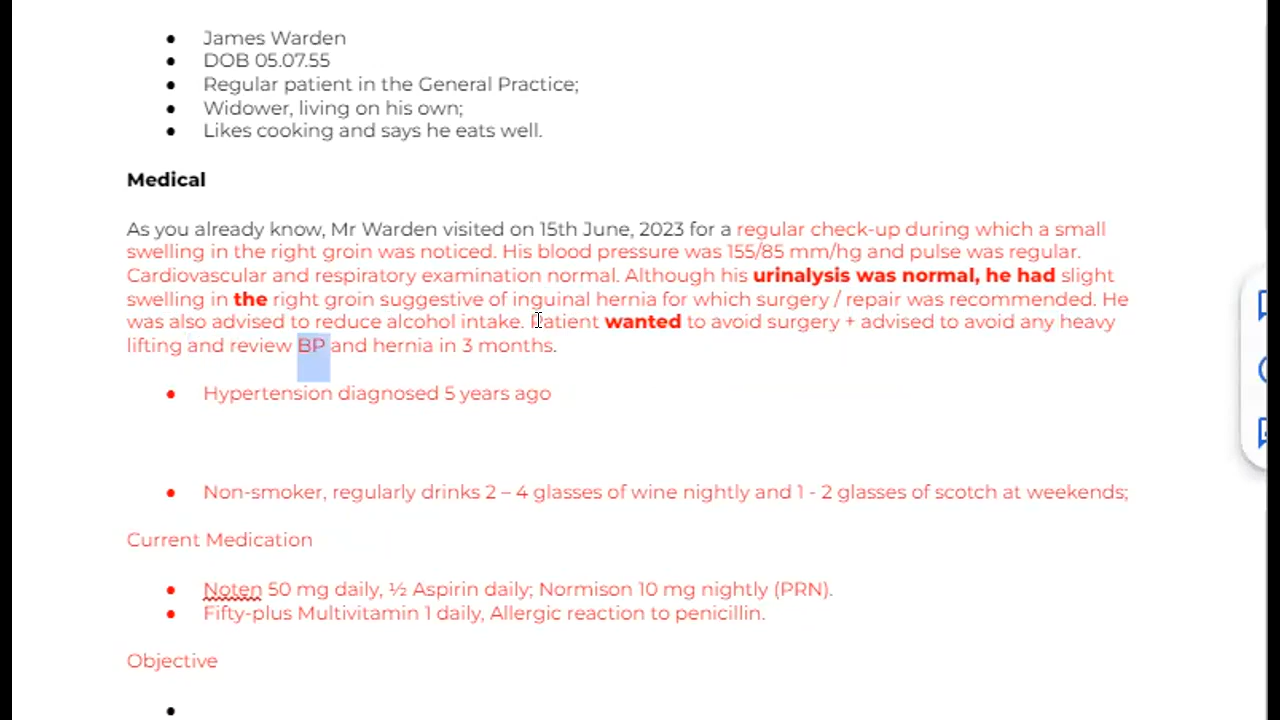 ● James Warden
● DOB 05.07.55
● Regular patient in the General Practice;
● Widower, living on his own;
● Likes cooking and says he eats well.
Medical
As you already know, Mr Warden visited on 15th June, 2023 for a regular check-up during which a small
swelling in the right groin was noticed. His blood pressure was 155/85 mm/hg and pulse was regular.
Cardiovascular and respiratory examination normal. Although his urinalysis was normal, he had slight
swelling in the right groin suggestive of inguinal hernia for which surgery / repair was recommended. He
was also advised to reduce alcohol intake. Patient wanted to avoid surgery + advised to avoid any heavy
lifting and review BP and hernia in 3 months.
● Hypertension diagnosed 5 years ago
● Non-smoker, regularly drinks 2 – 4 glasses of wine nightly and 1 - 2 glasses of scotch at weekends;
Current Medication
● Noten 50 mg daily, ½ Aspirin daily; Normison 10 mg nightly (PRN).
● Fifty-plus Multivitamin 1 daily, Allergic reaction to penicillin.
Objective
●